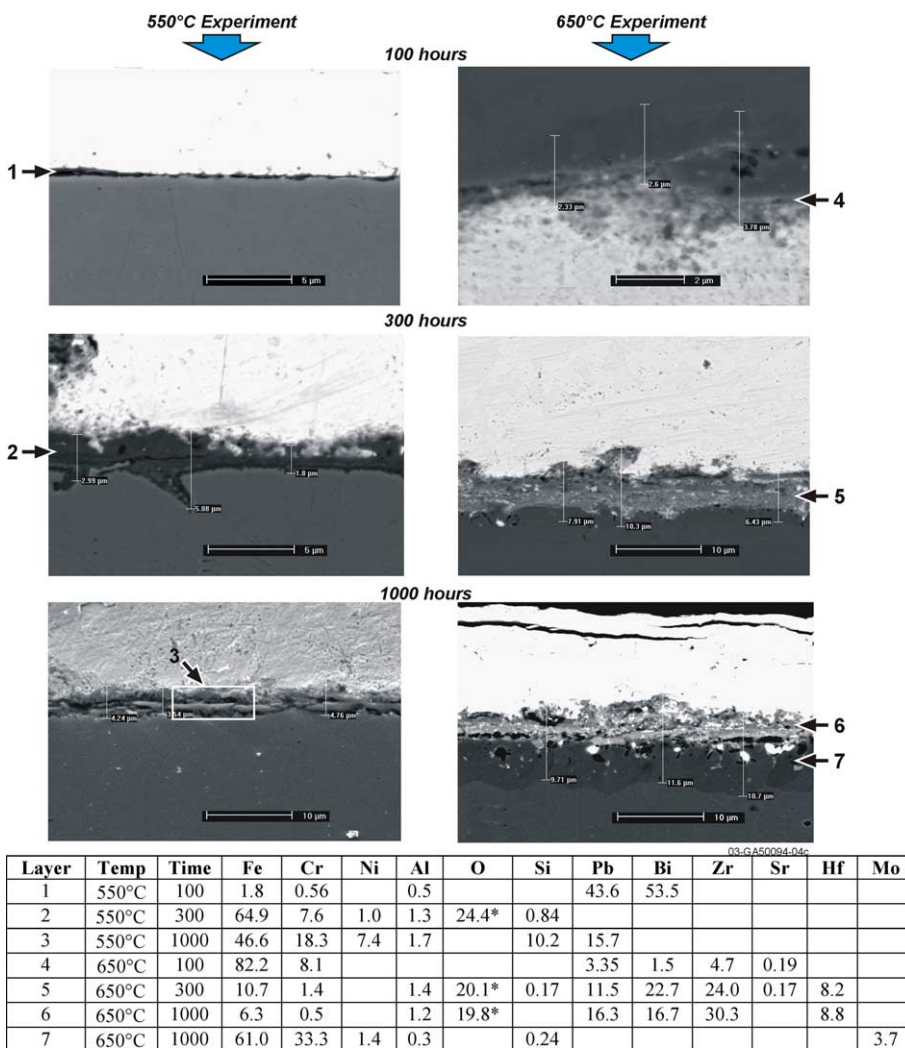 550°C Experiment
650°C Experiment
100 hours
1
5 µm
2.33 µm
2.6 µm
3.78 µm
4
2 µm
300 hours
2
2.99 µm
5.08 µm
1.8 µm
5 µm
7.91 µm
10.3 µm
6.43 µm
5
10 µm
1000 hours
3
4.24 µm
4.76 µm
10 µm
6
7
9.71 µm
11.6 µm
10.7 µm
10 µm
03-GA50094-04c
Layer Temp Time Fe Cr Ni Al O Si Pb Bi Zr Sr Hf Mo
1 550°C 100 1.8 0.56 0.5 43.6 53.5
2 550°C 300 64.9 7.6 1.0 1.3 24.4* 0.84
3 550°C 1000 46.6 18.3 7.4 1.7 10.2 15.7
4 650°C 100 82.2 8.1 3.35 1.5 4.7 0.19
5 650°C 300 10.7 1.4 1.4 20.1* 0.17 11.5 22.7 24.0 0.17 8.2
6 650°C 1000 6.3 0.5 1.2 19.8* 16.3 16.7 30.3 8.8
7 650°C 1000 61.0 33.3 1.4 0.3 0.24 3.7